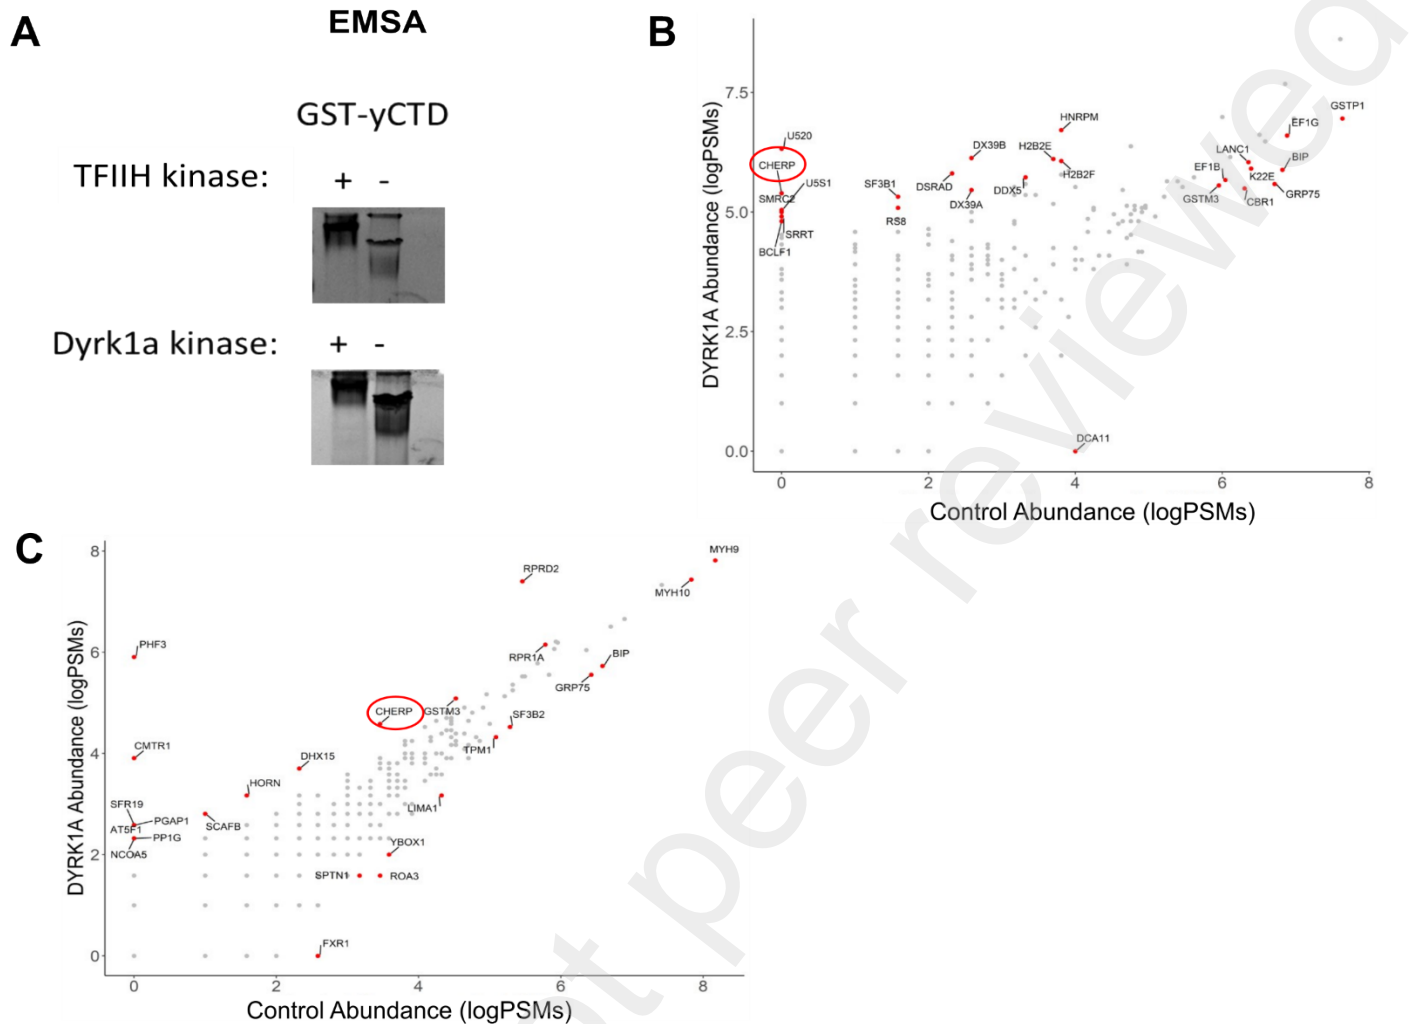 A
EMSA
GST-yCTD
TFIIH kinase:
+ -
Dyrk1a kinase:
+ -
B
DYRK1A Abundance (logPSMs)
7.5
5.0
2.5
0.0
U520
CHERP
U5S1
SMRC2
SRRT
BCLF1
SF3B1
RS8
DSRAD
DX39B
DX39A
H2B2E
HNRPM
H2B2F
DDX5
GSTP1
EF1G
LANC1
BIP
EF1B
K22E
GSTM3
CBR1
GRP75
DCA11
0 2 4 6 8
Control Abundance (logPSMs)
C
DYRK1A Abundance (logPSMs)
8
6
4
2
0
MYH9
RPRD2
MYH10
PHF3
RPR1A
BIP
GRP75
CHERP
GSTM3
SF3B2
CMTR1
DHX15
TPM1
HORN
SFR19
PGAP1
SCAFB
LIMA1
AT5F1
PP1G
NCOA5
YBOX1
SPTN1
ROA3
FXR1
0 2 4 6 8
Control Abundance (logPSMs)
t peer reviewed